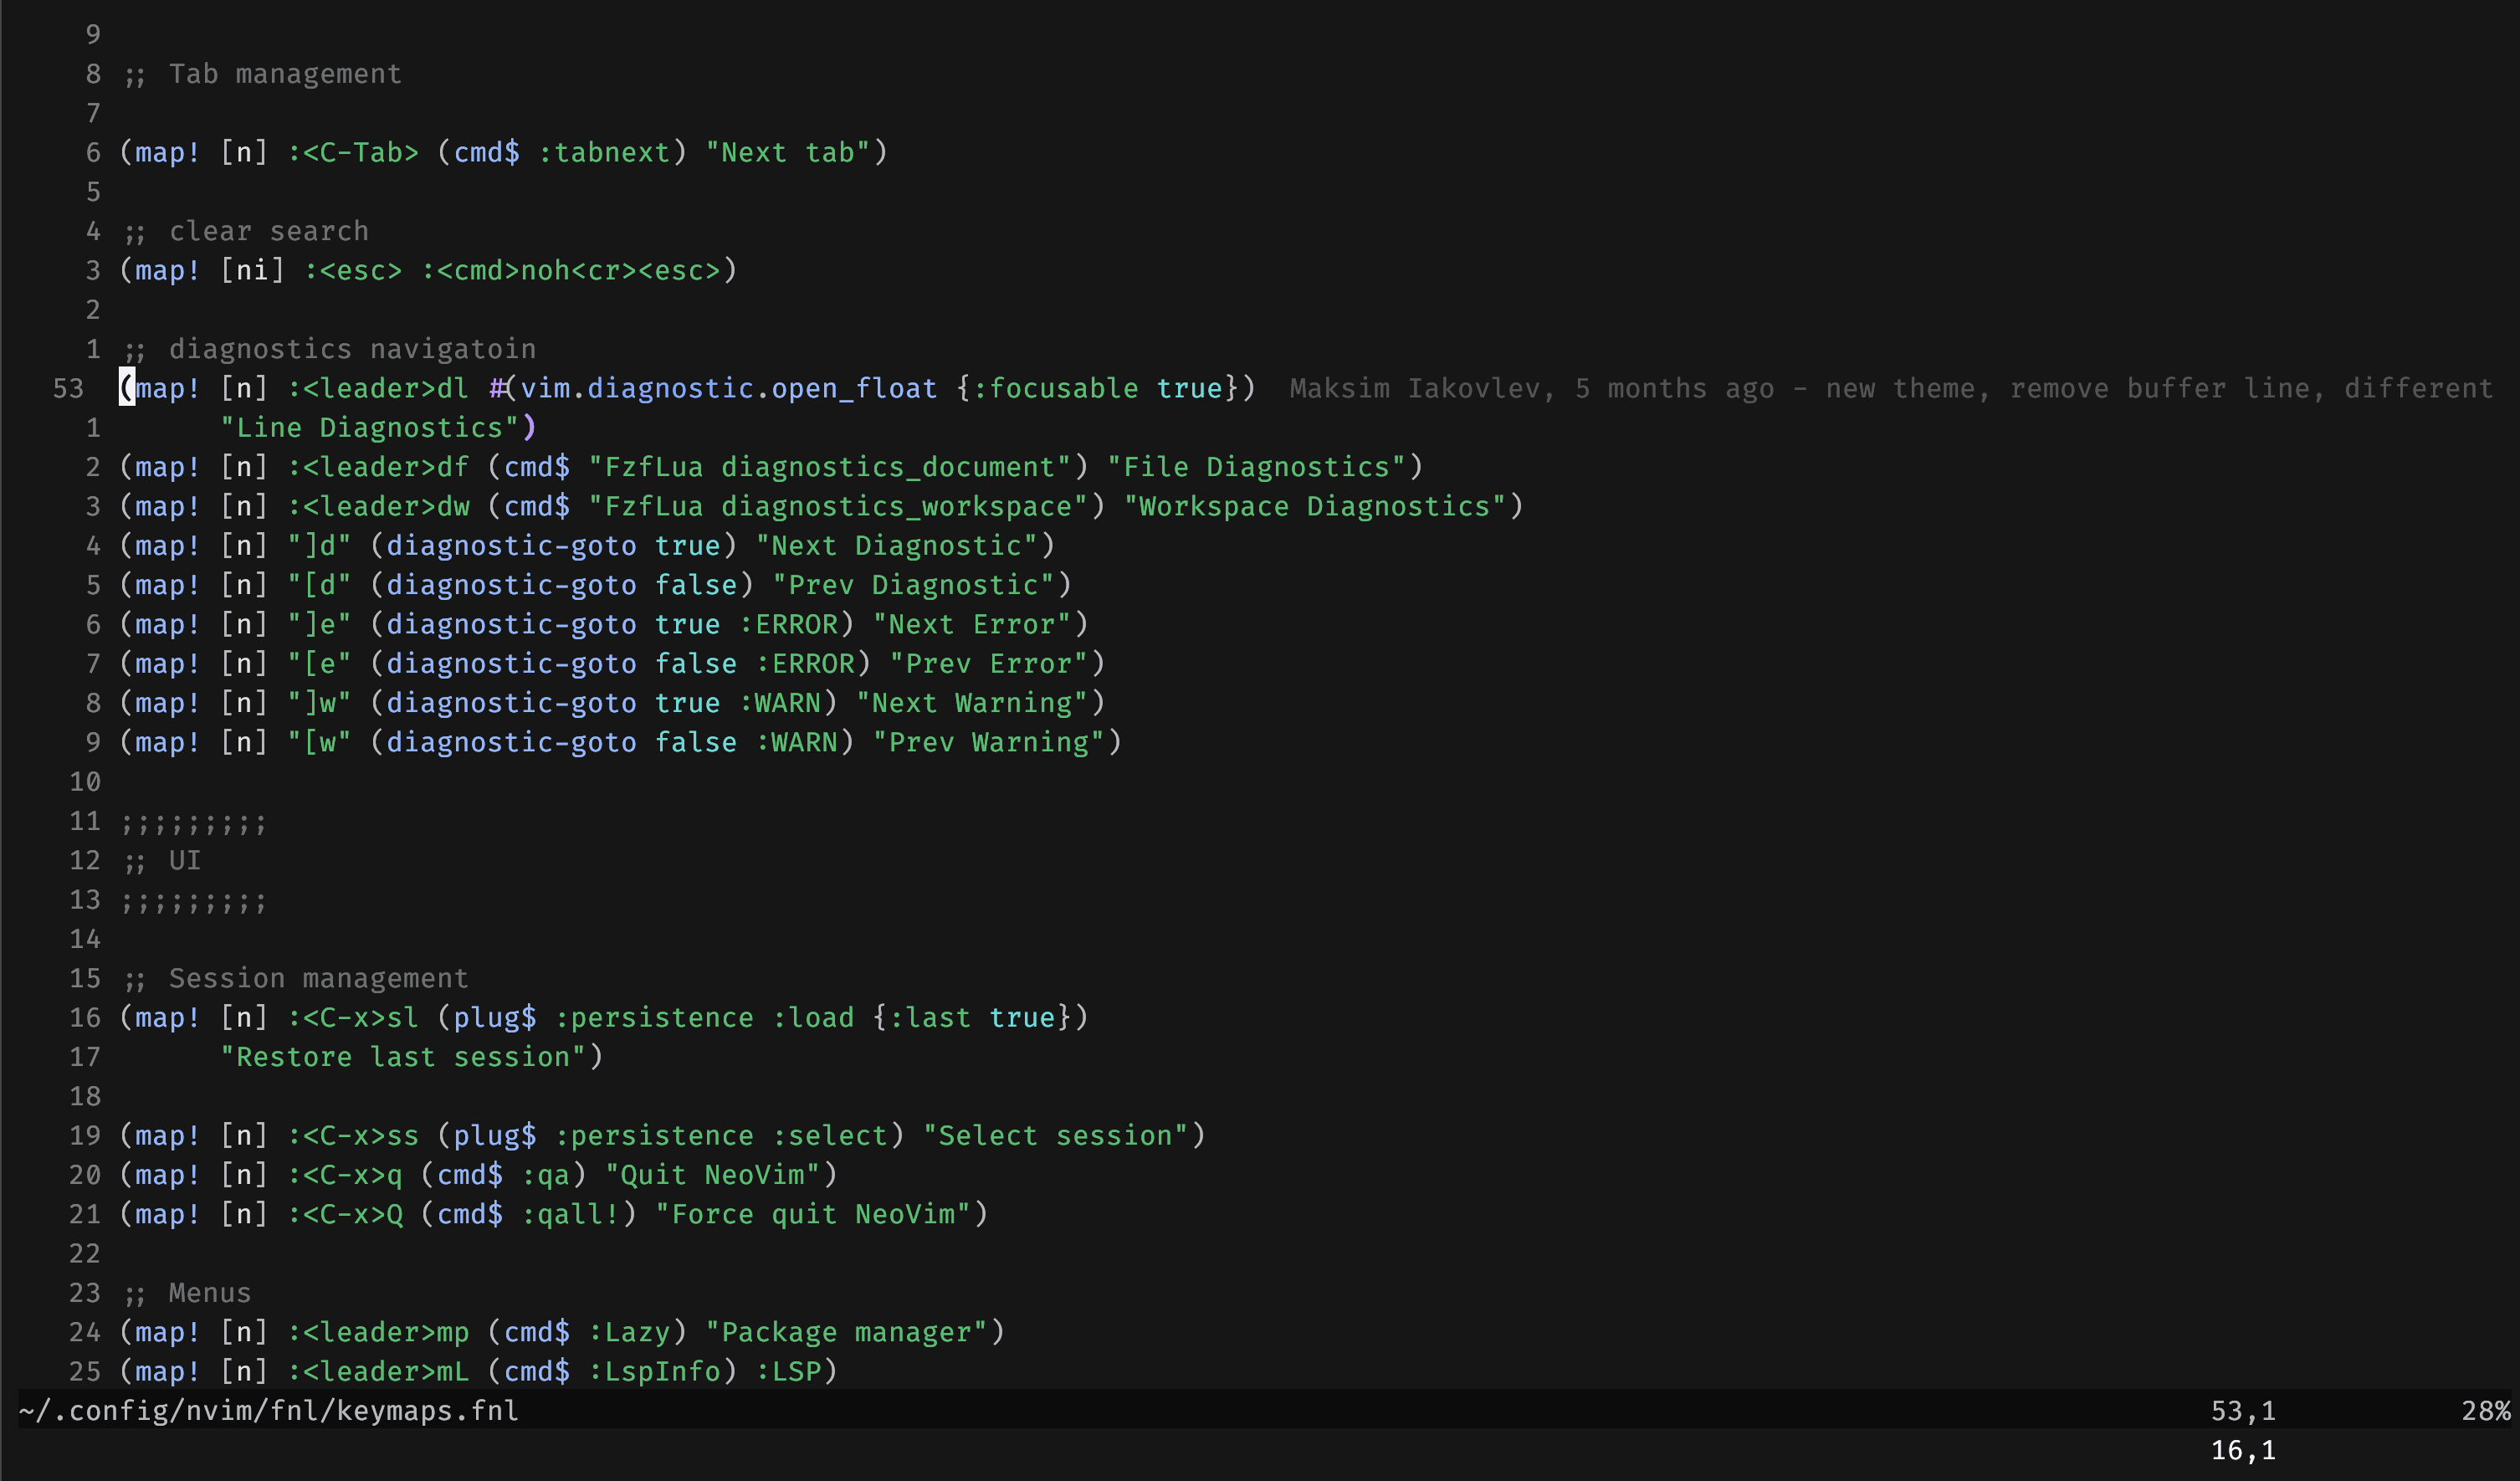 9
8 ;; Tab management
7
6 (map! [n] :<C-Tab> (cmd$ :tabnext) "Next tab")
5
4 ;; clear search
3 (map! [ni] :<esc> :<cmd>noh<cr><esc>)
2
1 ;; diagnostics navigatoin
53 (map! [n] :<leader>dl #(vim.diagnostic.open_float {:focusable true}) Maksim Iakovlev, 5 months ago - new theme, remove buffer line, different
1 "Line Diagnostics")
2 (map! [n] :<leader>df (cmd$ "FzfLua diagnostics_document") "File Diagnostics")
3 (map! [n] :<leader>dw (cmd$ "FzfLua diagnostics_workspace") "Workspace Diagnostics")
4 (map! [n] "]d" (diagnostic-goto true) "Next Diagnostic")
5 (map! [n] "[d" (diagnostic-goto false) "Prev Diagnostic")
6 (map! [n] "]e" (diagnostic-goto true :ERROR) "Next Error")
7 (map! [n] "[e" (diagnostic-goto false :ERROR) "Prev Error")
8 (map! [n] "]w" (diagnostic-goto true :WARN) "Next Warning")
9 (map! [n] "[w" (diagnostic-goto false :WARN) "Prev Warning")
10
11 ;;;;;;;;;
12 ;; UI
13 ;;;;;;;;;
14
15 ;; Session management
16 (map! [n] :<C-x>sl (plug$ :persistence :load {:last true})
17 "Restore last session")
18
19 (map! [n] :<C-x>ss (plug$ :persistence :select) "Select session")
20 (map! [n] :<C-x>q (cmd$ :qa) "Quit NeoVim")
21 (map! [n] :<C-x>Q (cmd$ :qall!) "Force quit NeoVim")
22
23 ;; Menus
24 (map! [n] :<leader>mp (cmd$ :Lazy) "Package manager")
25 (map! [n] :<leader>mL (cmd$ :LspInfo) :LSP)
~/.config/nvim/fnl/keymaps.fnl 53,1 28%
16,1